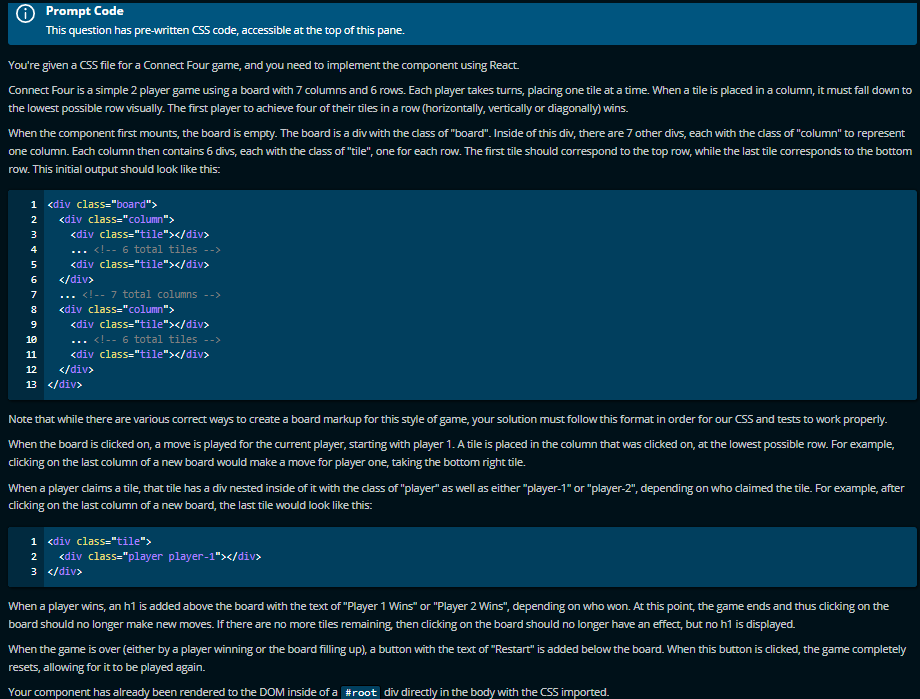 Prompt Code
This question has pre-written CSS code, accessible at the top of this pane.
You're given a CSS file for a Connect Four game, and you need to implement the component using React.
Connect Four is a simple 2 player game using a board with 7 columns and 6 rows. Each player takes turns, placing one tile at a time. When a tile is placed in a column, it must fall down to
the lowest possible row visually. The first player to achieve four of their tiles in a row (horizontally, vertically or diagonally) wins.
When the component first mounts, the board is empty. The board is a div with the class of "board". Inside of this div, there are 7 other divs, each with the class of "column" to represent
one column. Each column then contains 6 divs, each with the class of "tile", one for each row. The first tile should correspond to the top row, while the last tile corresponds to the bottom
row. This initial output should look like this:
1 <div class="board">
2 <div class="column">
3 <div class="tile"></div>
4 ... <!-- 6 total tiles -->
5 <div class="tile"></div>
6 </div>
7 ... <!-- 7 total columns -->
8 <div class="column">
9 <div class="tile"></div>
10 ... <!-- 6 total tiles -->
11 <div class="tile"></div>
12 </div>
13 </div>
Note that while there are various correct ways to create a board markup for this style of game, your solution must follow this format in order for our CSS and tests to work properly.
When the board is clicked on, a move is played for the current player, starting with player 1. A tile is placed in the column that was clicked on, at the lowest possible row. For example,
clicking on the last column of a new board would make a move for player one, taking the bottom right tile.
When a player claims a tile, that tile has a div nested inside of it with the class of "player" as well as either "player-1" or "player-2", depending on who claimed the tile. For example, after
clicking on the last column of a new board, the last tile would look like this:
1 <div class="tile">
2 <div class="player player-1"></div>
3 </div>
When a player wins, an h1 is added above the board with the text of "Player 1 Wins" or "Player 2 Wins", depending on who won. At this point, the game ends and thus clicking on the
board should no longer make new moves. If there are no more tiles remaining, then clicking on the board should no longer have an effect, but no h1 is displayed.
When the game is over (either by a player winning or the board filling up), a button with the text of "Restart" is added below the board. When this button is clicked, the game completely
resets, allowing for it to be played again.
Your component has already been rendered to the DOM inside of a #root div directly in the body with the CSS imported.